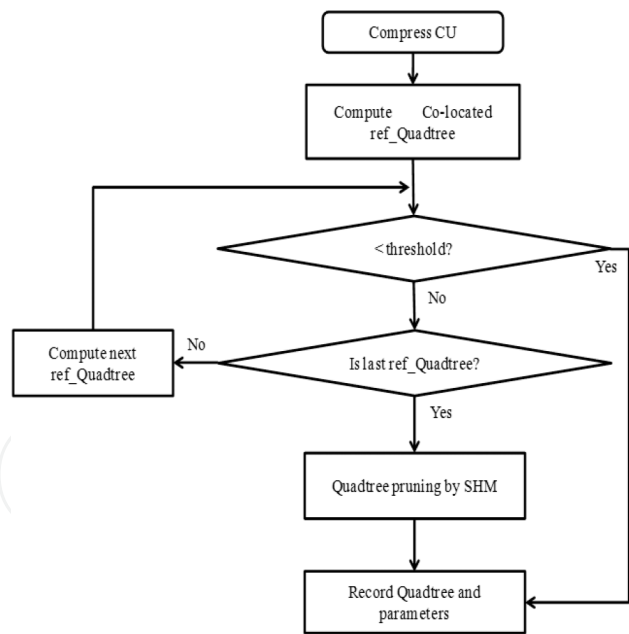 Compress CU
Compute Co-located
ref_Quadtree
< threshold?
Yes
No
Is last ref_Quadtree?
No
Compute next
ref_Quadtree
Yes
Quadtree pruning by SHM
Record Quadtree and
parameters